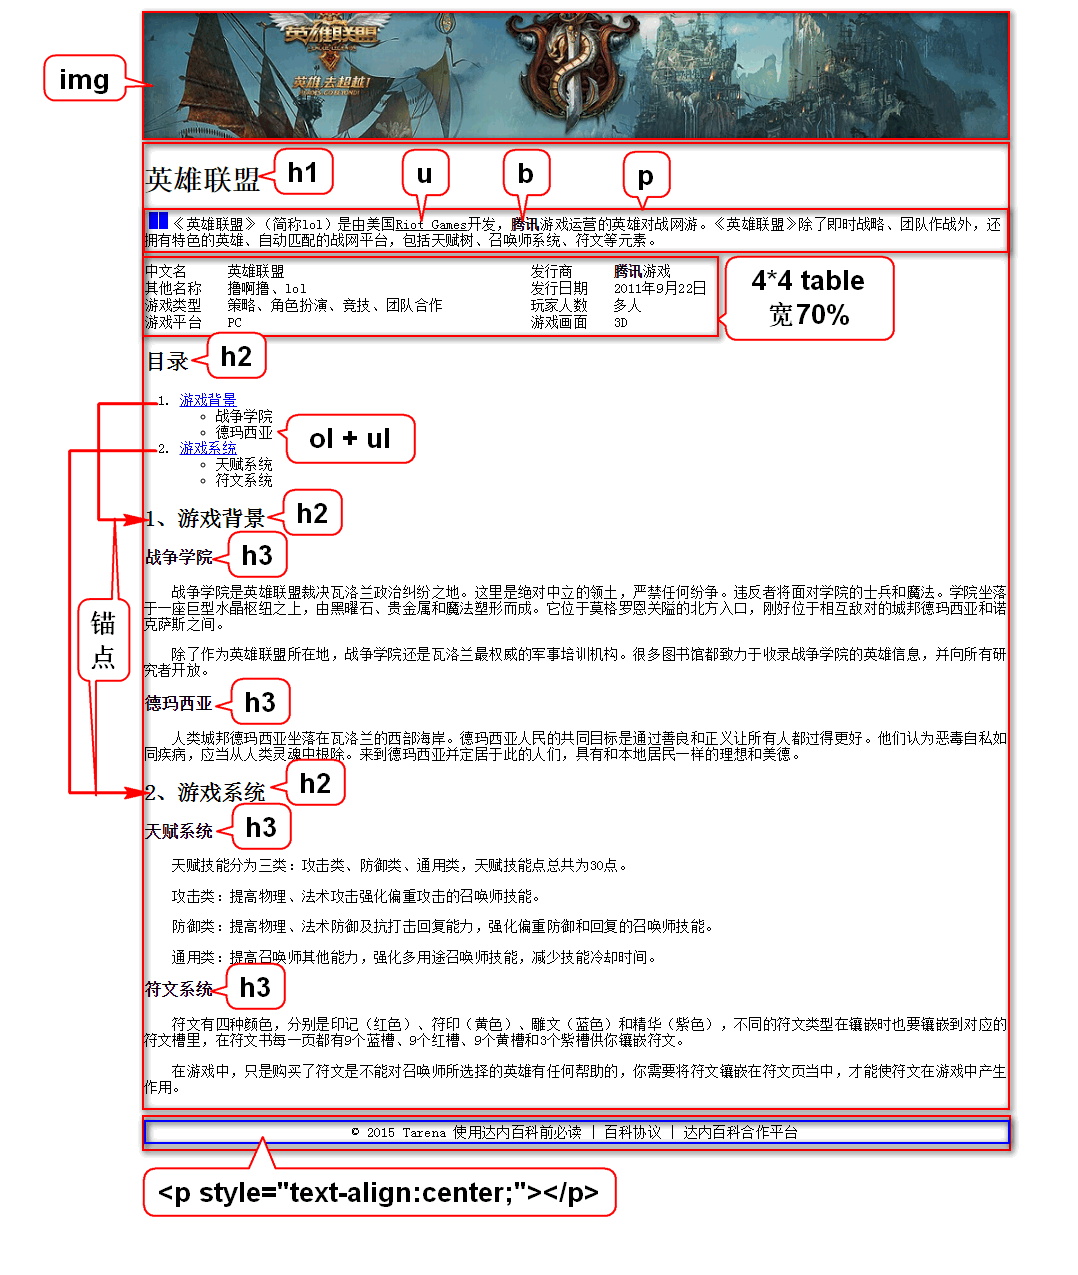 英雄联盟
LEAGUE OF LEGENDS
英雄,去超越!
HEROES GO BEYOND!
img
英雄联盟
h1
u
b
p
《英雄联盟》（简称lol）是由美国Riot Games开发，腾讯游戏运营的英雄对战网游。《英雄联盟》除了即时战略、团队作战外，还
拥有特色的英雄、自动匹配的战网平台，包括天赋树、召唤师系统、符文等元素。
中文名 英雄联盟 发行商 腾讯游戏
其他名称 撸啊撸、lol 发行日期 2011年9月22日
游戏类型 策略、角色扮演、竞技、团队合作 玩家人数 多人
游戏平台 PC 游戏画面 3D
4*4 table
宽70%
目录
h2
1. 游戏背景
战争学院
德玛西亚
2. 游戏系统
天赋系统
符文系统
ol + ul
1、游戏背景
h2
战争学院
h3
战争学院是英雄联盟裁决瓦洛兰政治纠纷之地。这里是绝对中立的领土，严禁任何纷争。违反者将面对学院的士兵和魔法。学院坐落
于一座巨型水晶枢纽之上，由黑曜石、贵金属和魔法塑形而成。它位于莫格罗恩关隘的北方入口，刚好位于相互敌对的城邦德玛西亚和诺
克萨斯之间。
除了作为英雄联盟所在地，战争学院还是瓦洛兰最权威的军事培训机构。很多图书馆都致力于收录战争学院的英雄信息，并向所有研
究者开放。
锚
点
德玛西亚
h3
人类城邦德玛西亚坐落在瓦洛兰的西部海岸。德玛西亚人民的共同目标是通过善良和正义让所有人都过得更好。他们认为恶毒自私如
同疾病，应当从人类灵魂中根除。来到德玛西亚并定居于此的人们，具有和本地居民一样的理想和美德。
2、游戏系统
h2
天赋系统
h3
天赋技能分为三类：攻击类、防御类、通用类，天赋技能点总共为30点。
攻击类：提高物理、法术攻击强化偏重攻击的召唤师技能。
防御类：提高物理、法术防御及抗打击回复能力，强化偏重防御和回复的召唤师技能。
通用类：提高召唤师其他能力，强化多用途召唤师技能，减少技能冷却时间。
符文系统
h3
符文有四种颜色，分别是印记（红色）、符印（黄色）、雕文（蓝色）和精华（紫色），不同的符文类型在镶嵌时也要镶嵌到对应的
符文槽里，在符文书每一页都有9个蓝槽、9个红槽、9个黄槽和3个紫槽供你镶嵌符文。
在游戏中，只是购买了符文是不能对召唤师所选择的英雄有任何帮助的，你需要将符文镶嵌在符文页当中，才能使符文在游戏中产生
作用。
© 2015 Tarena 使用达内百科前必读 | 百科协议 | 达内百科合作平台
<p style="text-align:center;"></p>